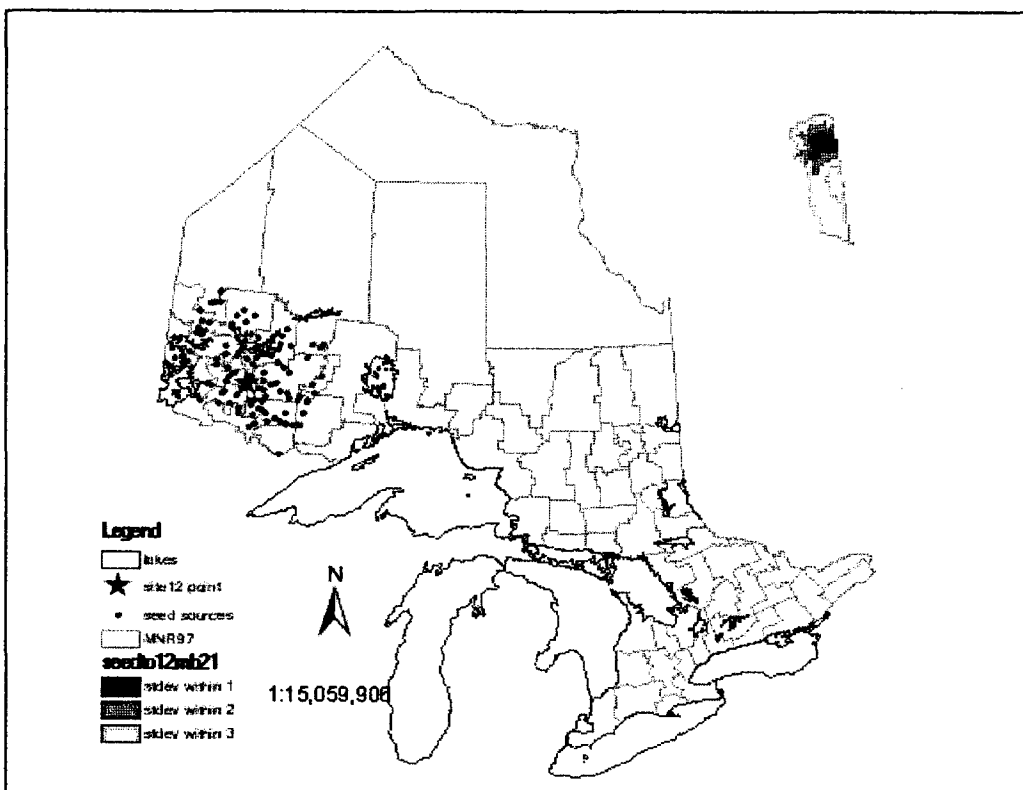 Legend
lakes
site12 point
seed sources
MNR97
seedto12mb21
stdev within 1
stdev within 2
stdev within 3
N
1:15,059,906